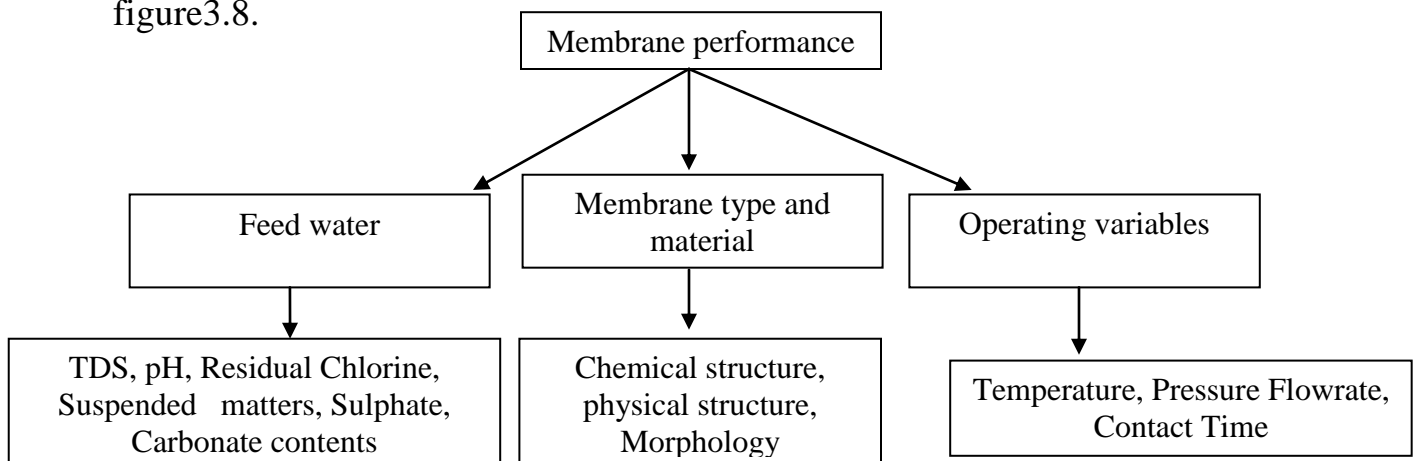 figure3.8.
Membrane performance
Feed water
Membrane type and
material
Operating variables
TDS, pH, Residual Chlorine,
Suspended matters, Sulphate,
Carbonate contents
Chemical structure,
physical structure,
Morphology
Temperature, Pressure Flowrate,
Contact Time